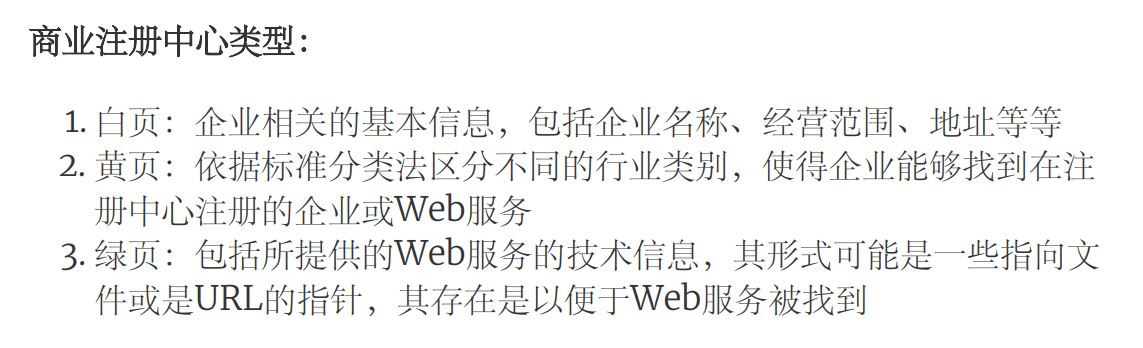 商业注册中心类型：
1. 白页：企业相关的基本信息，包括企业名称、经营范围、地址等等
2. 黄页：依据标准分类法区分不同的行业类别，使得企业能够找到在注
册中心注册的企业或Web服务
3. 绿页：包括所提供的Web服务的技术信息，其形式可能是一些指向文
件或是URL的指针，其存在是以便于Web服务被找到